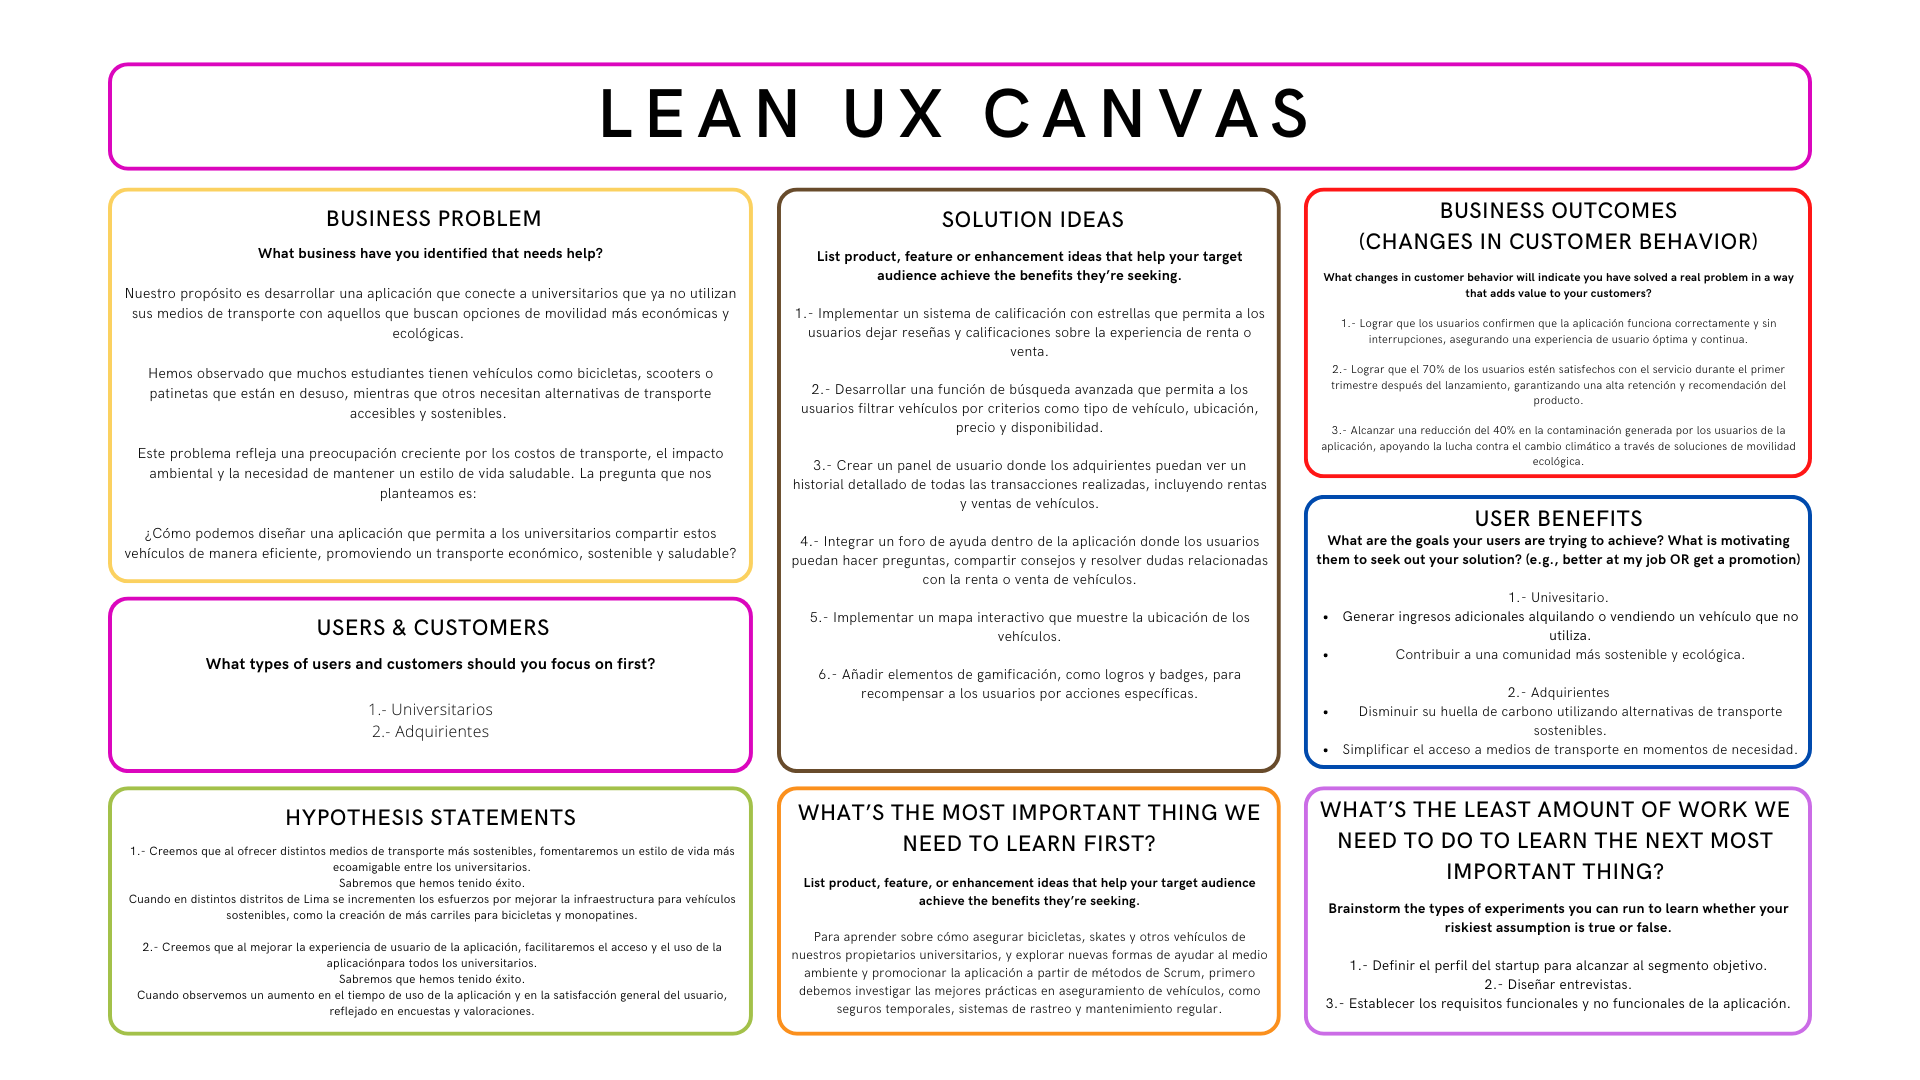 LEAN UX CANVAS
BUSINESS PROBLEM
What business have you identified that needs help?
Nuestro propósito es desarrollar una aplicación que conecte a universitarios que ya no utilizan
sus medios de transporte con aquellos que buscan opciones de movilidad más económicas y
ecológicas.
Hemos observado que muchos estudiantes tienen vehículos como bicicletas, scooters o
patinetas que están en desuso, mientras que otros necesitan alternativas de transporte
accesibles y sostenibles.
Este problema refleja una preocupación creciente por los costos de transporte, el impacto
ambiental y la necesidad de mantener un estilo de vida saludable. La pregunta que nos
planteamos es:
¿Cómo podemos diseñar una aplicación que permita a los universitarios compartir estos
vehículos de manera eficiente, promoviendo un transporte económico, sostenible y saludable?
USERS & CUSTOMERS
What types of users and customers should you focus on first?
1.- Universitarios
2.- Adquirientes
HYPOTHESIS STATEMENTS
1.- Creemos que al ofrecer distintos medios de transporte más sostenibles, fomentaremos un estilo de vida más
ecoamigable entre los universitarios.
Sabremos que hemos tenido éxito.
Cuando en distintos distritos de Lima se incrementen los esfuerzos por mejorar la infraestructura para vehículos
sostenibles, como la creación de más carriles para bicicletas y monopatines.
2.- Creemos que al mejorar la experiencia de usuario de la aplicación, facilitaremos el acceso y el uso de la
aplicaciónpara todos los universitarios.
Sabremos que hemos tenido éxito.
Cuando observemos un aumento en el tiempo de uso de la aplicación y en la satisfacción general del usuario,
reflejado en encuestas y valoraciones.
SOLUTION IDEAS
List product, feature or enhancement ideas that help your target
audience achieve the benefits they're seeking.
1.- Implementar un sistema de calificación con estrellas que permita a los
usuarios dejar reseñas y calificaciones sobre la experiencia de renta o
venta.
2.- Desarrollar una función de búsqueda avanzada que permita a los
usuarios filtrar vehículos por criterios como tipo de vehículo, ubicación,
precio y disponibilidad.
3.- Crear un panel de usuario donde los adquirientes puedan ver un
historial detallado de todas las transacciones realizadas, incluyendo rentas
y ventas de vehículos.
4.- Integrar un foro de ayuda dentro de la aplicación donde los usuarios
puedan hacer preguntas, compartir consejos y resolver dudas relacionadas
con la renta o venta de vehículos.
5.- Implementar un mapa interactivo que muestre la ubicación de los
vehículos.
6.- Añadir elementos de gamificación, como logros y badges, para
recompensar a los usuarios por acciones específicas.
WHAT'S THE MOST IMPORTANT THING WE
NEED TO LEARN FIRST?
List product, feature, or enhancement ideas that help your target audience
achieve the benefits they're seeking.
Para aprender sobre cómo asegurar bicicletas, skates y otros vehículos de
nuestros propietarios universitarios, y explorar nuevas formas de ayudar al medio
ambiente y promocionar la aplicación a partir de métodos de Scrum, primero
debemos investigar las mejores prácticas en aseguramiento de vehículos, como
seguros temporales, sistemas de rastreo y mantenimiento regular.
BUSINESS OUTCOMES
(CHANGES IN CUSTOMER BEHAVIOR)
What changes in customer behavior will indicate you have solved a real problem in a way
that adds value to your customers?
1.- Lograr que los usuarios confirmen que la aplicación funciona correctamente y sin
interrupciones, asegurando una experiencia de usuario óptima y continua.
2.- Lograr que el 70% de los usuarios estén satisfechos con el servicio durante el primer
trimestre después del lanzamiento, garantizando una alta retención y recomendación del
producto.
3.- Alcanzar una reducción del 40% en la contaminación generada por los usuarios de la
aplicación, apoyando la lucha contra el cambio climático a través de soluciones de movilidad
ecológica.
USER BENEFITS
What are the goals your users are trying to achieve? What is motivating
them to seek out your solution? (e.g., better at my job OR get a promotion)
1.- Univesitario.
• Generar ingresos adicionales alquilando o vendiendo un vehículo que no
utiliza.
• Contribuir a una comunidad más sostenible y ecológica.
2.- Adquirientes
• Disminuir su huella de carbono utilizando alternativas de transporte
sostenibles.
• Simplificar el acceso a medios de transporte en momentos de necesidad.
WHAT'S THE LEAST AMOUNT OF WORK WE
NEED TO DO TO LEARN THE NEXT MOST
IMPORTANT THING?
Brainstorm the types of experiments you can run to learn whether your
riskiest assumption is true or false.
1.- Definir el perfil del startup para alcanzar al segmento objetivo.
2.- Diseñar entrevistas.
3.- Establecer los requisitos funcionales y no funcionales de la aplicación.